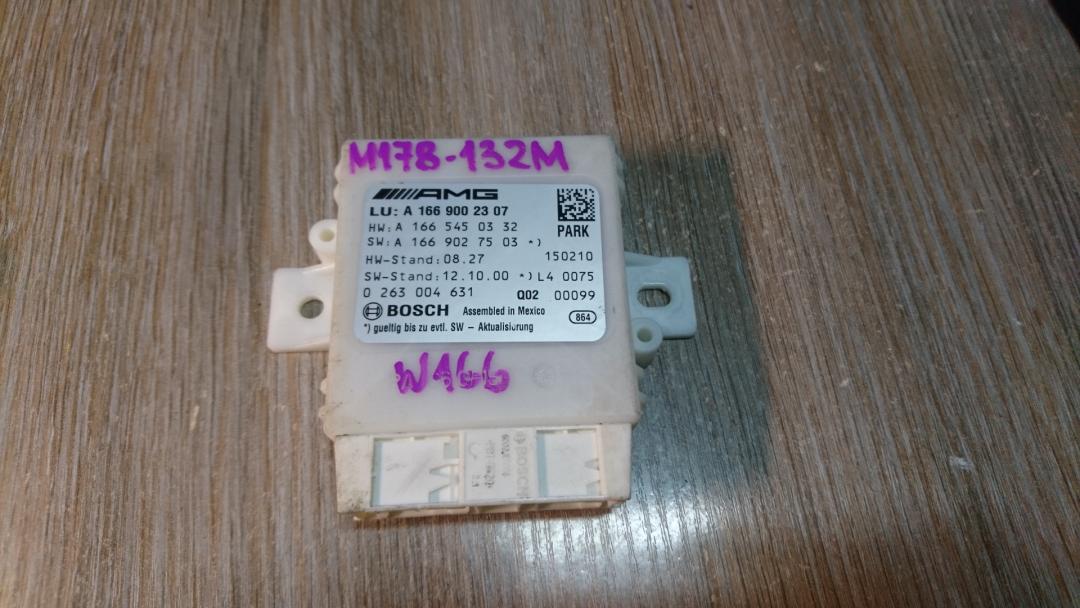 M178-132M
AMG
LU: A 166 900 23 07
HW: A 166 545 03 32
PARK
SW: A 166 902 75 03 *)
HW-Stand: 08.27 150210
SW-Stand: 12.10.00 *) L4 0075
0 263 004 631 Q02 00099
BOSCH Assembled in Mexico 864
*) gueltig bis zu evtl. SW - Aktualisierung
W166
BOSCH